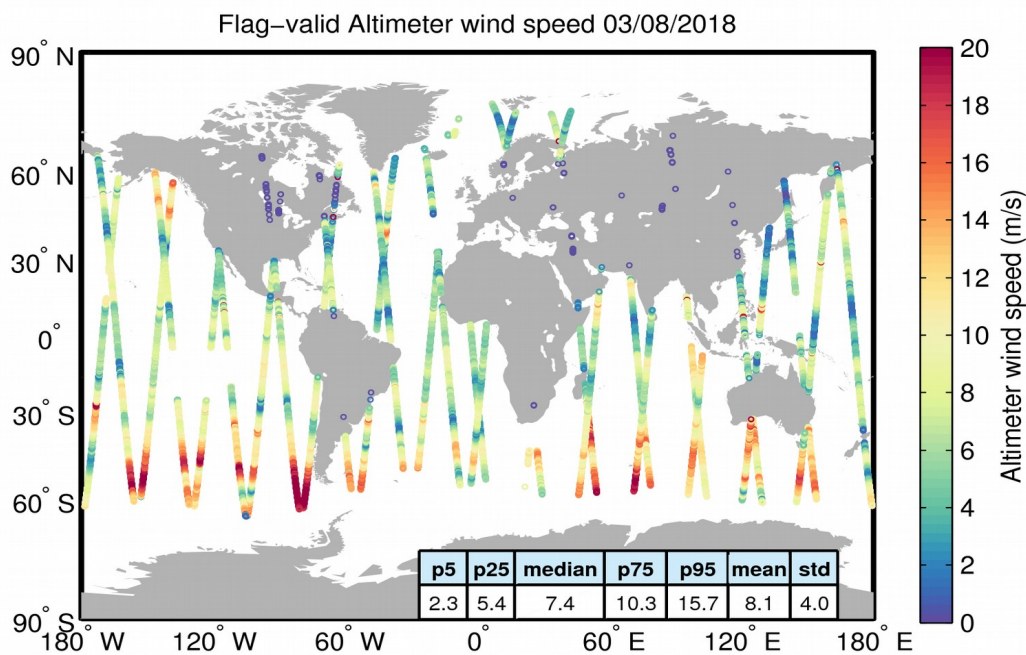 Flag−valid Altimeter wind speed 03/08/2018
90° N
60° N
30° N
0°
30° S
60° S
90° S
180° W
120° W
60° W
0°
60° E
120° E
180° E
p5 p25 median p75 p95 mean std
2.3 5.4 7.4 10.3 15.7 8.1 4.0
20
18
16
14
12
10
8
6
4
2
0
Altimeter wind speed (m/s)